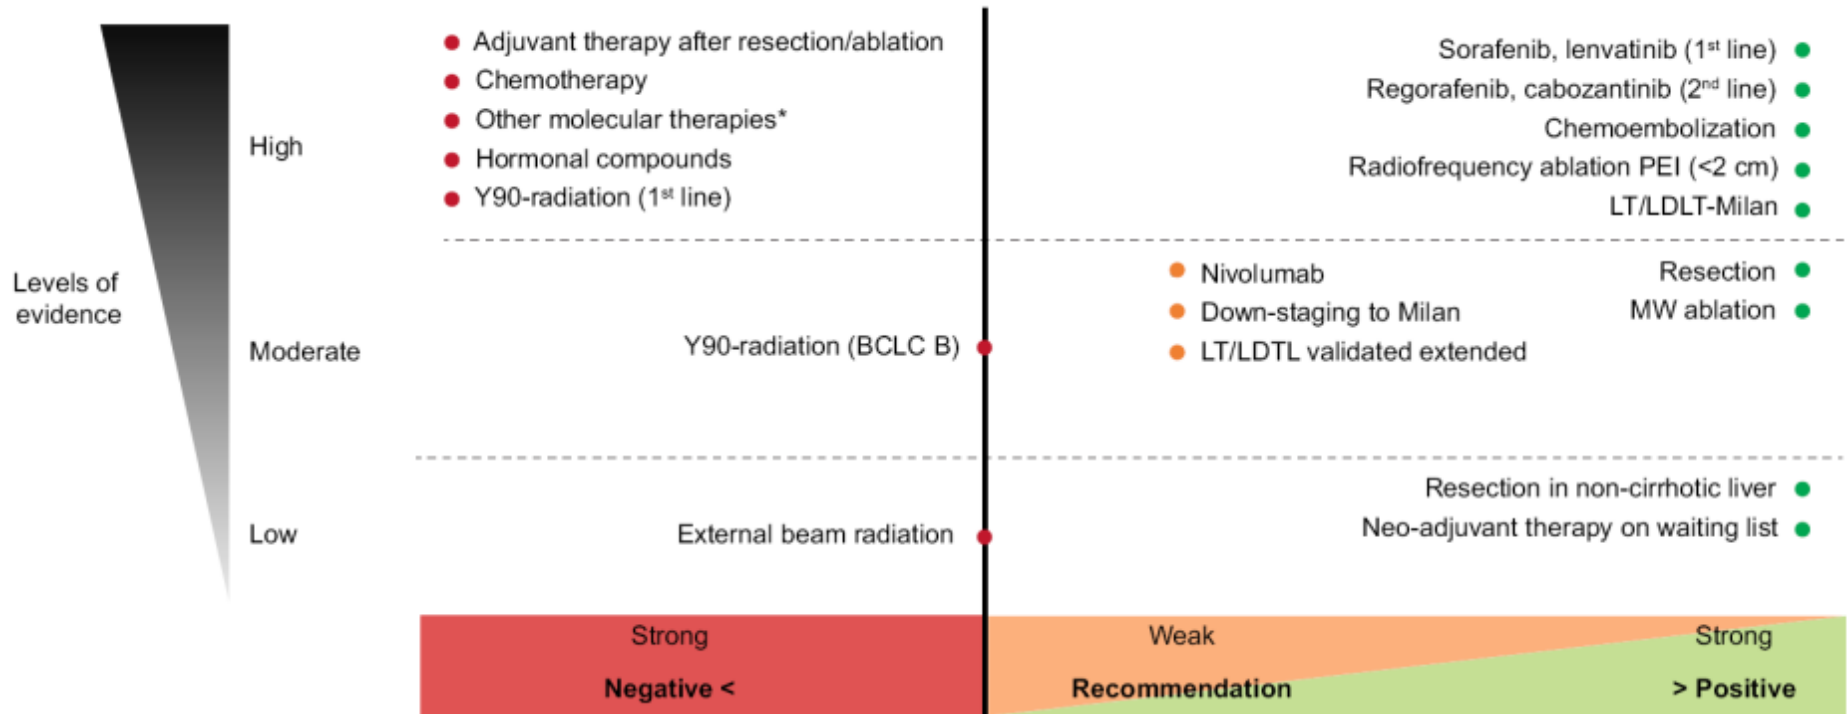 Levels of
evidence
High
Moderate
Low
Adjuvant therapy after resection/ablation
Chemotherapy
Other molecular therapies*
Hormonal compounds
Y90-radiation (1st line)
Sorafenib, lenvatinib (1st line)
Regorafenib, cabozantinib (2nd line)
Chemoembolization
Radiofrequency ablation PEI (<2 cm)
LT/LDLT-Milan
Y90-radiation (BCLC B)
Nivolumab
Down-staging to Milan
LT/LDTL validated extended
Resection
MW ablation
External beam radiation
Resection in non-cirrhotic liver
Neo-adjuvant therapy on waiting list
Strong
Weak
Strong
Negative <
Recommendation
> Positive